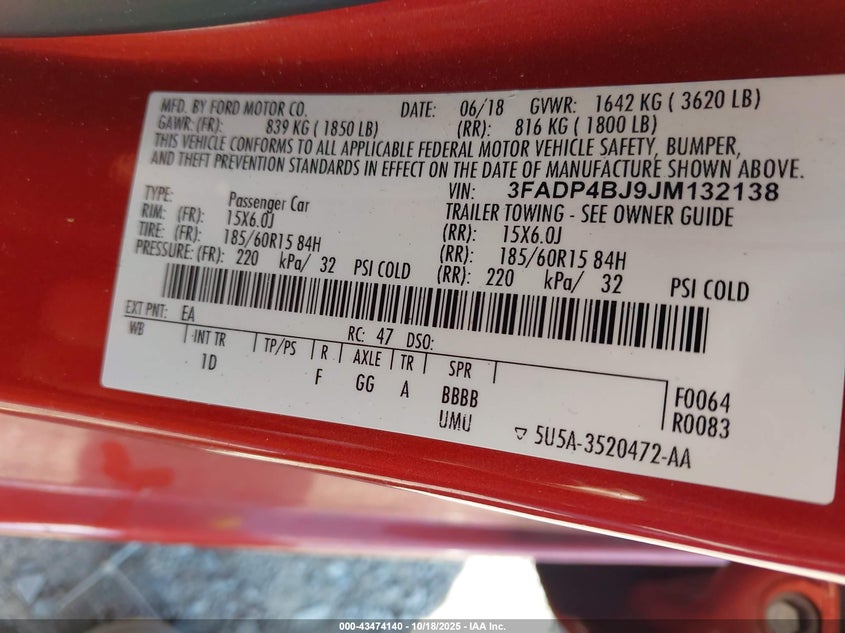 MFD. BY FORD MOTOR CO. DATE: 06/18 GVWR: 1642 KG ( 3620 LB)
GAWR: (FR): 839 KG ( 1850 LB) (RR): 816 KG ( 1800 LB)
THIS VEHICLE CONFORMS TO ALL APPLICABLE FEDERAL MOTOR VEHICLE SAFETY, BUMPER,
AND THEFT PREVENTION STANDARDS IN EFFECT ON THE DATE OF MANUFACTURE SHOWN ABOVE.
VIN: 3FADP4BJ9JM132138
TYPE: Passenger Car TRAILER TOWING - SEE OWNER GUIDE
RIM: (FR): 15X6.0J (RR): 15X6.0J
TIRE: (FR): 185/60R15 84H (RR): 185/60R15 84H
PRESSURE: (FR): 220 kPa/ 32 PSI COLD (RR): 220 kPa/ 32 PSI COLD
EXT PNT: EA RC: 47 DSO:
WB INT TR TP/PS R AXLE TR SPR
1D F GG A BBBB F0064
UMU R0083
5U5A-3520472-AA
000-43474140 - 10/18/2025 - IAA Inc.